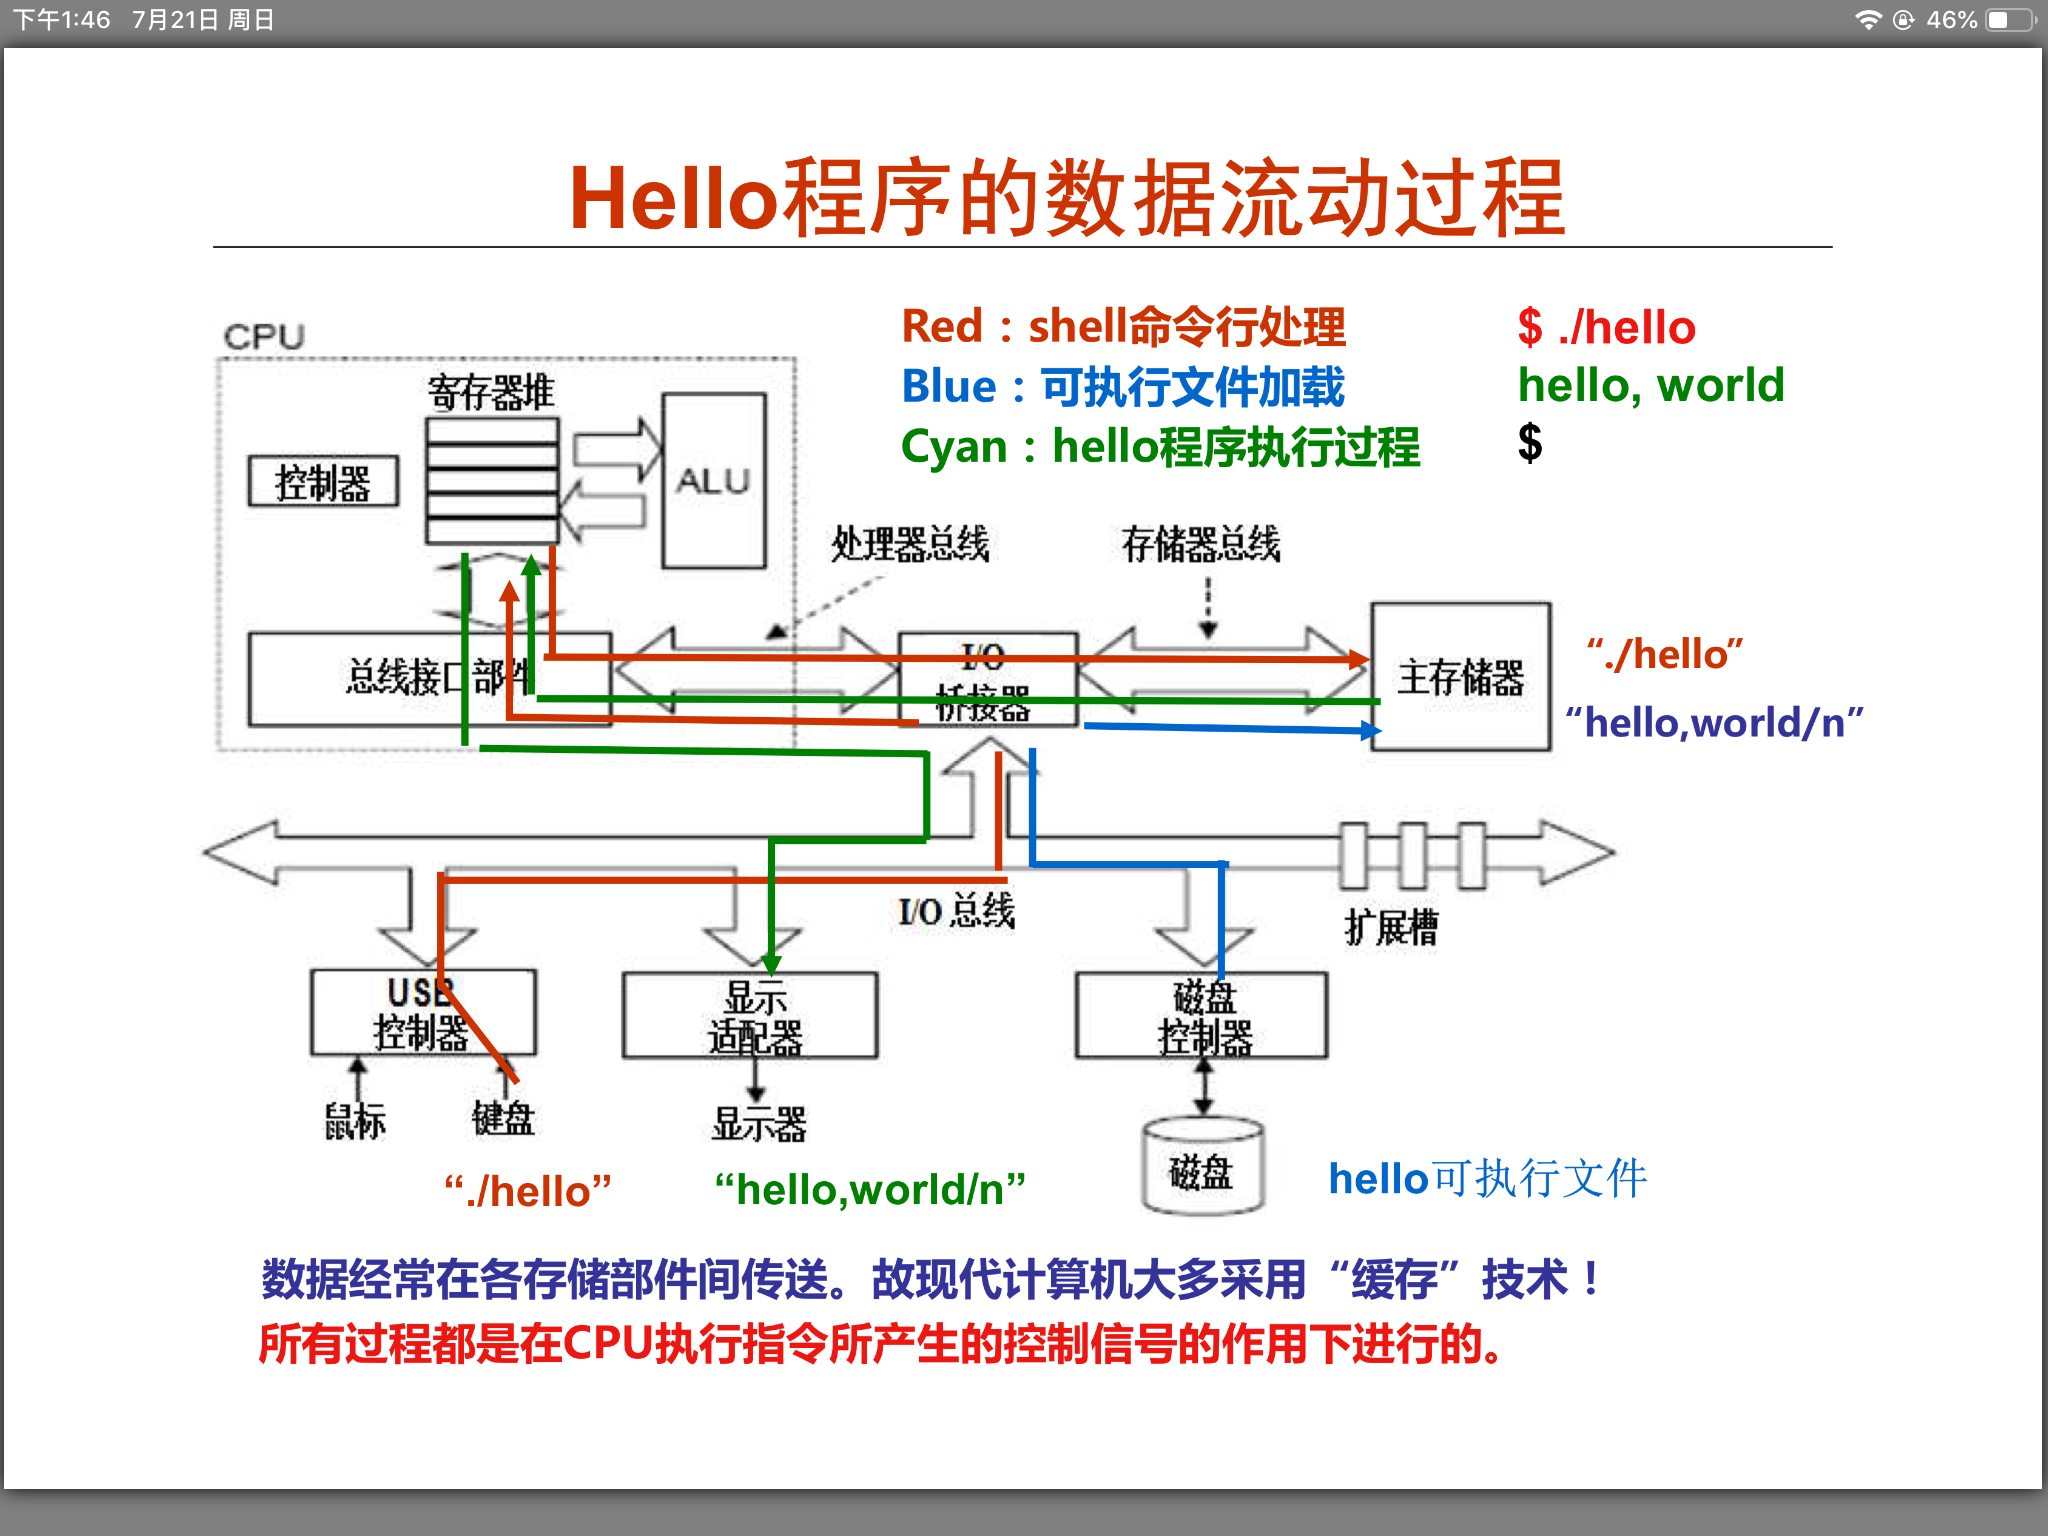 下午1:46 7月21日 周日
46%
Hello程序的数据流动过程
Red：shell命令行处理
$ ./hello
Blue：可执行文件加载
hello, world
Cyan：hello程序执行过程
$
CPU
寄存器堆
控制器
ALU
处理器总线
存储器总线
总线接口部件
I/O
桥接器
主存储器
“./hello”
“hello,world/n”
I/O 总线
扩展槽
USB
控制器
显示
适配器
磁盘
控制器
鼠标
键盘
显示器
磁盘
“./hello”
“hello,world/n”
hello可执行文件
数据经常在各存储部件间传送。故现代计算机大多采用“缓存”技术！
所有过程都是在CPU执行指令所产生的控制信号的作用下进行的。